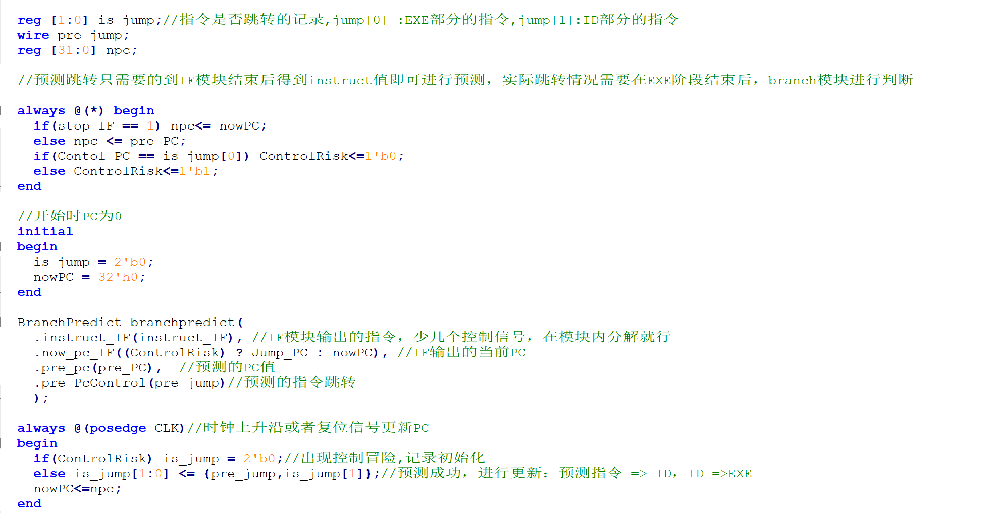 reg [1:0] is_jump;//指令是否跳转的记录,jump[0] :EXE部分的指令,jump[1]:ID部分的指令
wire pre_jump;
reg [31:0] npc;
//预测跳转只需要的到IF模块结束后得到instruct值即可进行预测，实际跳转情况需要在EXE阶段结束后，branch模块进行判断
always @(*) begin
if(stop_IF == 1) npc<= nowPC;
else npc <= pre_PC;
if(Contol_PC == is_jump[0]) ControlRisk<=1'b0;
else ControlRisk<=1'b1;
end
//开始时PC为0
initial
begin
is_jump = 2'b0;
nowPC = 32'h0;
end
BranchPredict branchpredict(
.instruct_IF(instruct_IF), //IF模块输出的指令，少几个控制信号，在模块内分解就行
.now_pc_IF((ControlRisk) ? Jump_PC : nowPC), //IF输出的当前PC
.pre_pc(pre_PC),  //预测的PC值
.pre_PcControl(pre_jump)//预测的指令跳转
);
always @(posedge CLK)//时钟上升沿或者复位信号更新PC
begin
if(ControlRisk) is_jump = 2'b0;//出现控制冒险,记录初始化
else is_jump[1:0] <= {pre_jump,is_jump[1]};//预测成功，进行更新：预测指令 => ID，ID =>EXE
nowPC<=npc;
end